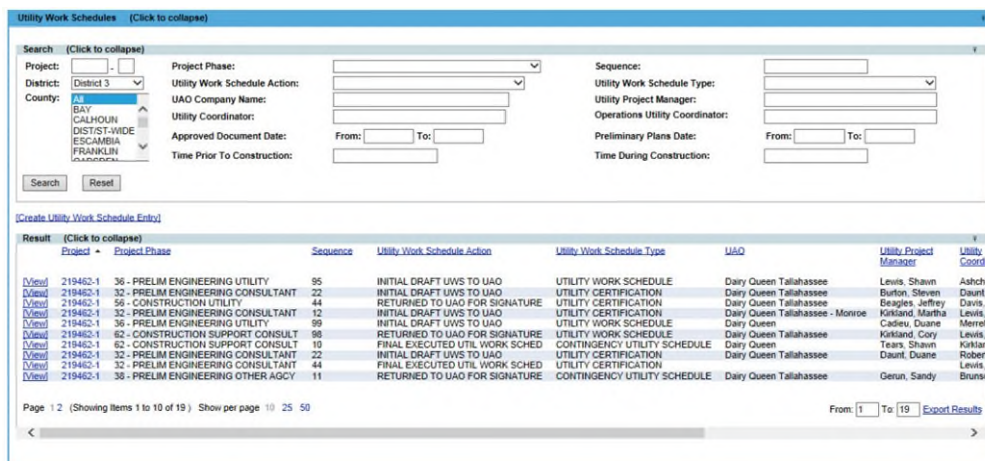 Utility Work Schedules (Click to collapse)
Search (Click to collapse)
Project: - Project Phase: Sequence:
District: District 3 Utility Work Schedule Action: Utility Work Schedule Type:
County: All UAO Company Name: Utility Project Manager:
BAY
CALHOUN Utility Coordinator: Operations Utility Coordinator:
DIST/ST-WIDE
ESCAMBIA Approved Document Date: From: To: Preliminary Plans Date: From: To:
FRANKLIN
Time Prior To Construction: Time During Construction:
Search Reset
[Create Utility Work Schedule Entry]
Result (Click to collapse)
Project Project Phase Sequence Utility Work Schedule Action Utility Work Schedule Type UAO Utility Project Manager Utility Coord
[View] 219462-1 36 - PRELIM ENGINEERING UTILITY 95 INITIAL DRAFT UWS TO UAO UTILITY WORK SCHEDULE Dairy Queen Tallahassee Lewis, Shawn Ashch
[View] 219462-1 32 - PRELIM ENGINEERING CONSULTANT 22 INITIAL DRAFT UWS TO UAO UTILITY CERTIFICATION Dairy Queen Tallahassee Burton, Steven Daunt
[View] 219462-1 56 - CONSTRUCTION UTILITY 44 RETURNED TO UAO FOR SIGNATURE UTILITY CERTIFICATION Dairy Queen Tallahassee Beagles, Jeffrey Davis,
[View] 219462-1 32 - PRELIM ENGINEERING CONSULTANT 12 INITIAL DRAFT UWS TO UAO UTILITY CERTIFICATION Dairy Queen Tallahassee - Monroe Kirkland, Martha Lewis,
[View] 219462-1 36 - PRELIM ENGINEERING UTILITY 99 INITIAL DRAFT UWS TO UAO UTILITY WORK SCHEDULE Dairy Queen Cadieu, Duane Merrel
[View] 219462-1 62 - CONSTRUCTION SUPPORT CONSULT 98 RETURNED TO UAO FOR SIGNATURE UTILITY WORK SCHEDULE Dairy Queen Tallahassee Kirkland, Cory Lewis,
[View] 219462-1 62 - CONSTRUCTION SUPPORT CONSULT 10 FINAL EXECUTED UTIL WORK SCHED CONTINGENCY UTILITY SCHEDULE Dairy Queen Tears, Shawn Kirklan
[View] 219462-1 32 - PRELIM ENGINEERING CONSULTANT 22 INITIAL DRAFT UWS TO UAO UTILITY CERTIFICATION Dairy Queen Tallahassee Daunt, Duane Rober
[View] 219462-1 32 - PRELIM ENGINEERING CONSULTANT 44 FINAL EXECUTED UTIL WORK SCHED UTILITY CERTIFICATION Lewis,
[View] 219462-1 38 - PRELIM ENGINEERING OTHER AGCY 11 RETURNED TO UAO FOR SIGNATURE CONTINGENCY UTILITY SCHEDULE Dairy Queen Tallahassee Gerun, Sandy Bruns
Page 1 2 (Showing Items 1 to 10 of 19 ) Show per page 10 25 50 From: 1 To: 19 Export Results